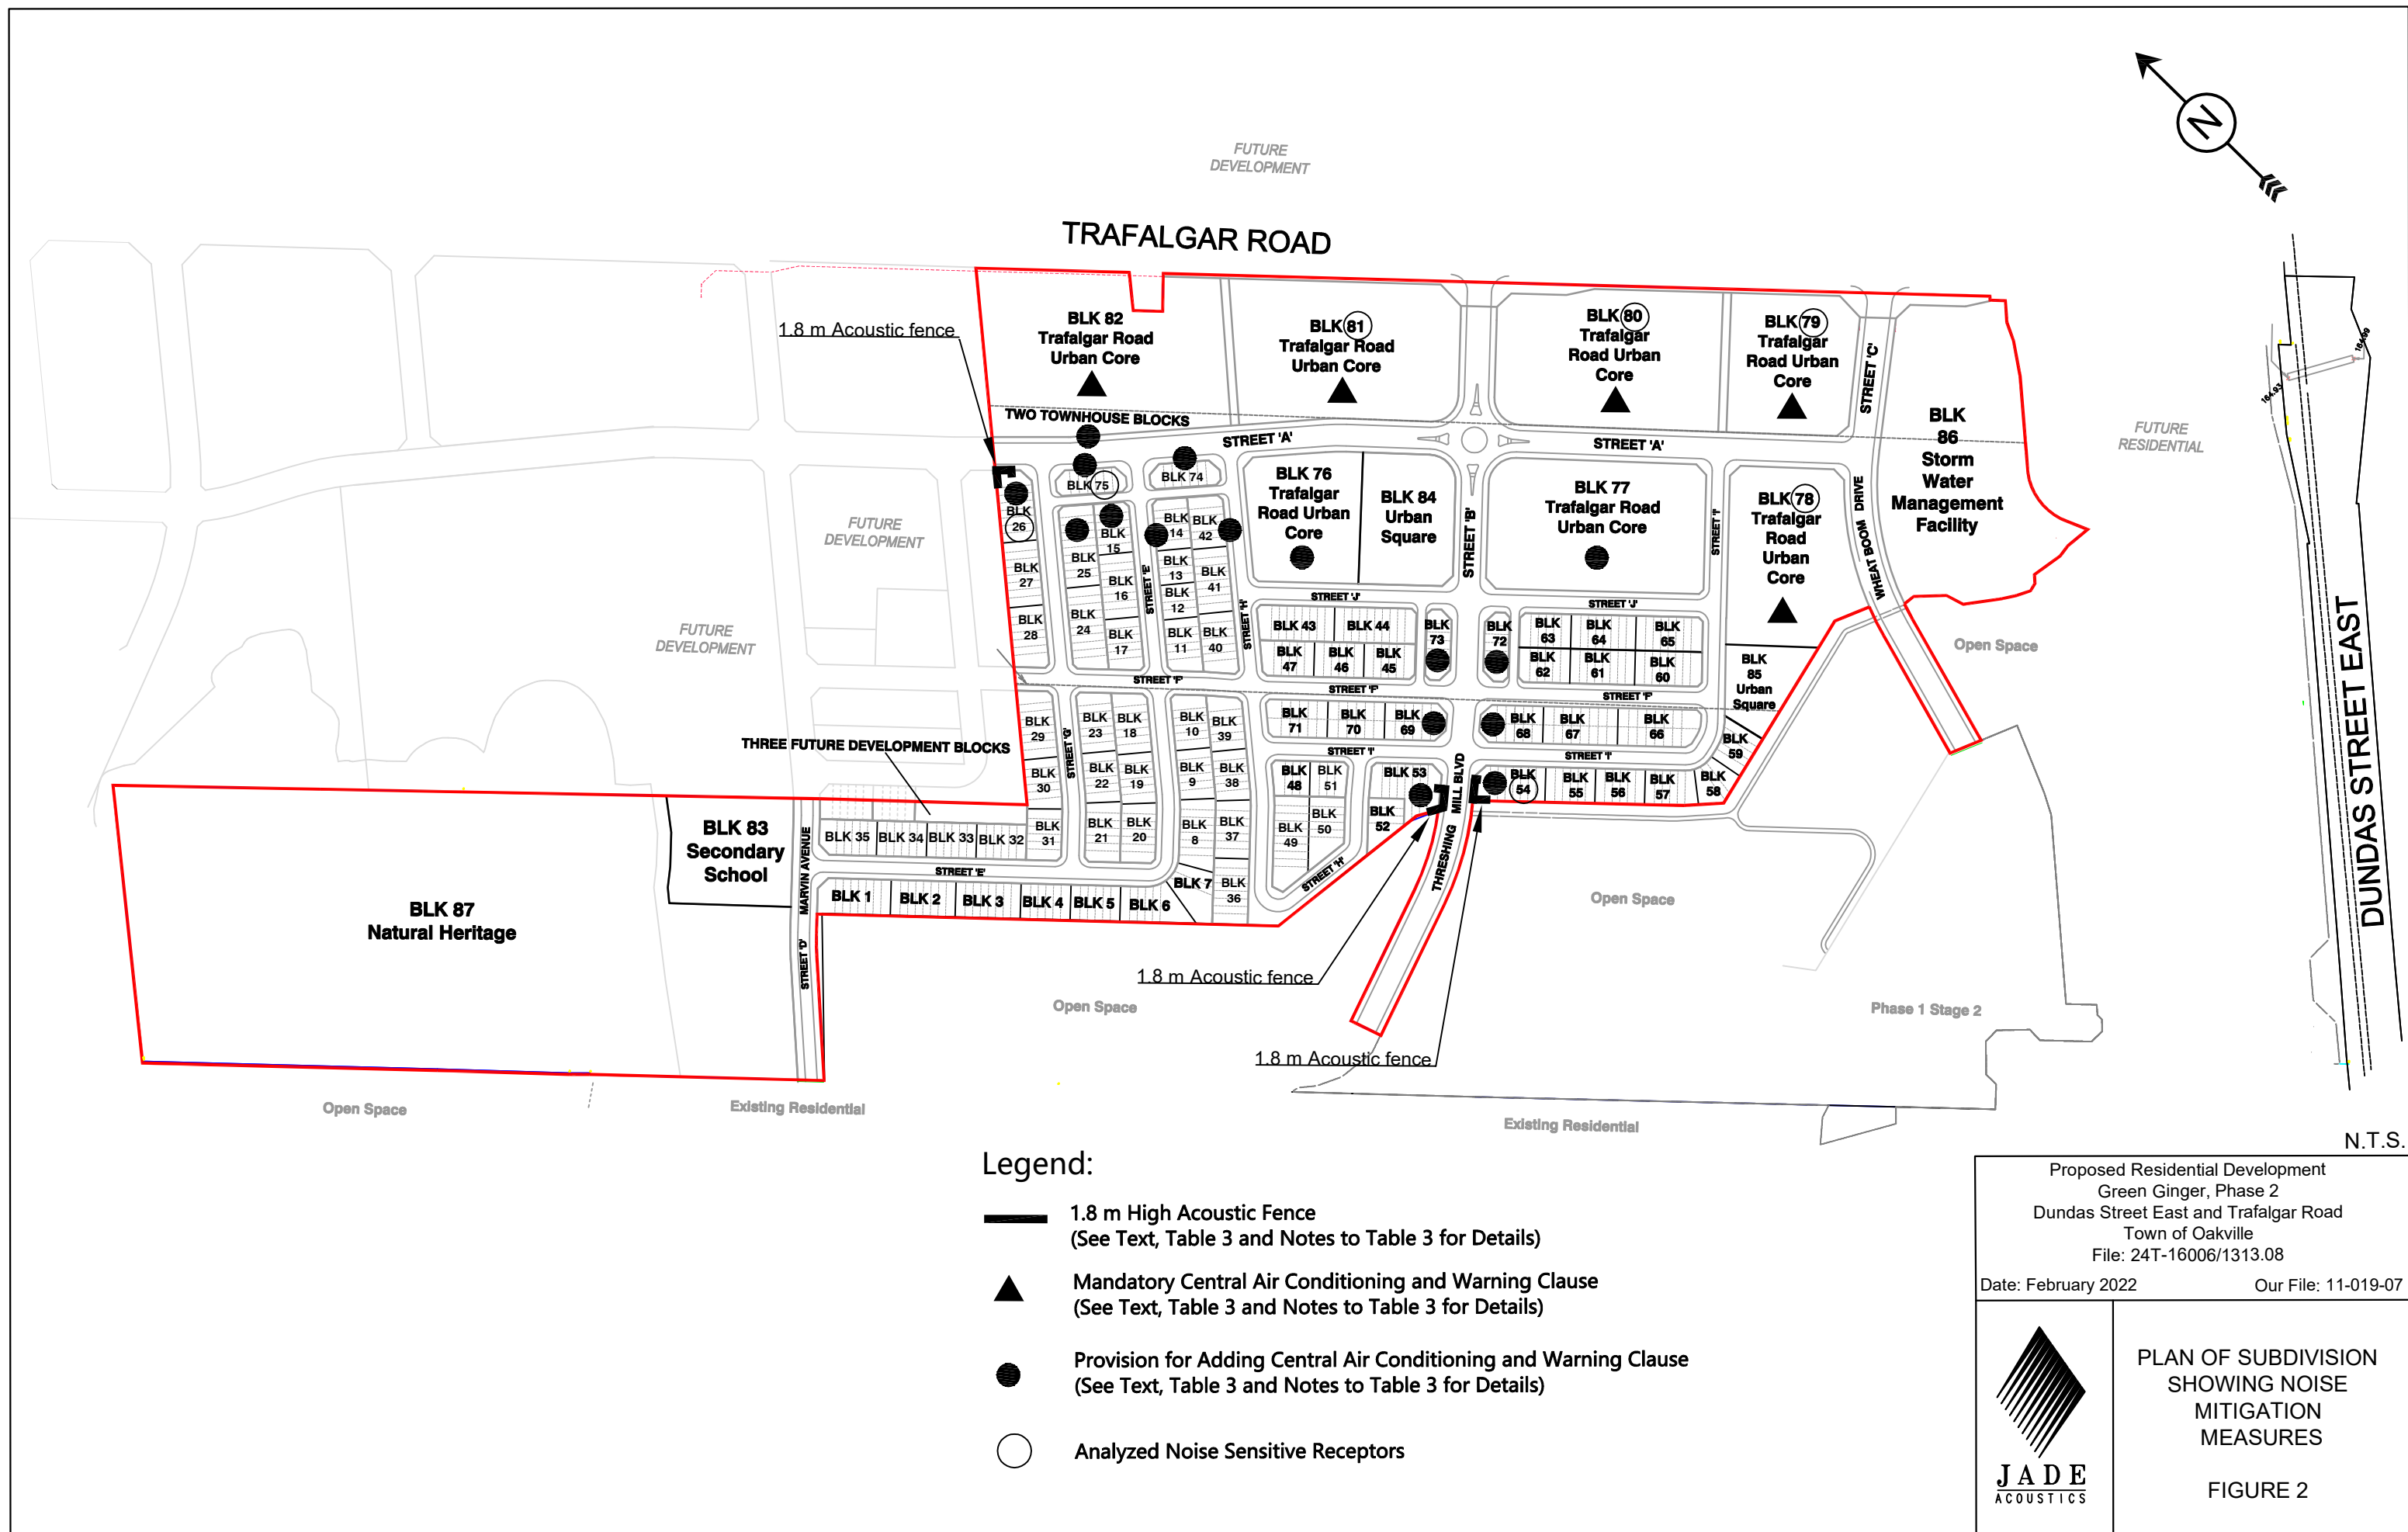 N
FUTURE
DEVELOPMENT
TRAFALGAR ROAD
1.8 m Acoustic fence
BLK 82
Trafalgar Road
Urban Core
BLK 81
Trafalgar Road
Urban Core
BLK 80
Trafalgar
Road Urban
Core
BLK 79
Trafalgar
Road Urban
Core
STREET 'C'
164.99
164.93
TWO TOWNHOUSE BLOCKS
STREET 'A'
STREET 'A'
BLK
86
Storm
Water
Management
Facility
FUTURE
RESIDENTIAL
BLK 75
BLK 74
BLK 76
Trafalgar
Road Urban
Core
BLK 84
Urban
Square
STREET 'B'
BLK 77
Trafalgar Road
Urban Core
STREET 'I'
BLK 78
Trafalgar
Road
Urban
Core
WHEAT BOOM DRIVE
FUTURE
DEVELOPMENT
BLK
26
BLK
27
BLK
28
BLK
25
BLK
24
BLK
15
BLK
16
BLK
17
STREET 'E'
BLK
14
BLK
13
BLK
12
BLK
11
BLK
42
BLK
41
BLK
40
STREET 'H'
STREET 'J'
STREET 'J'
BLK 43
BLK 44
BLK
47
BLK
46
BLK
45
BLK
73
BLK
72
BLK
63
BLK
64
BLK
65
BLK
62
BLK
61
BLK
60
BLK
85
Urban
Square
Open Space
DUNDAS STREET EAST
FUTURE
DEVELOPMENT
STREET 'F'
STREET 'F'
STREET 'F'
THREE FUTURE DEVELOPMENT BLOCKS
BLK
29
BLK
30
BLK
31
STREET 'G'
BLK
23
BLK
18
BLK
22
BLK
19
BLK
21
BLK
20
BLK
10
BLK
39
BLK
9
BLK
38
BLK
8
BLK
37
BLK
71
BLK
70
BLK
69
BLK
68
BLK
67
BLK
66
STREET 'I'
STREET 'I'
BLK
59
BLK
48
BLK
51
BLK
50
BLK
49
BLK 53
BLK
52
THRESHING MILL BLVD
BLK
54
BLK
55
BLK
56
BLK
57
BLK
58
STREET 'H'
BLK 83
Secondary
School
MARVIN AVENUE
BLK 35
BLK 34
BLK 33
BLK 32
STREET 'E'
BLK 1
BLK 2
BLK 3
BLK 4
BLK 5
BLK 6
BLK 7
BLK
36
STREET 'D'
BLK 87
Natural Heritage
Open Space
1.8 m Acoustic fence
Open Space
Phase 1 Stage 2
1.8 m Acoustic fence
Open Space
Existing Residential
Existing Residential
N.T.S.
Legend:
1.8 m High Acoustic Fence
(See Text, Table 3 and Notes to Table 3 for Details)
Mandatory Central Air Conditioning and Warning Clause
(See Text, Table 3 and Notes to Table 3 for Details)
Provision for Adding Central Air Conditioning and Warning Clause
(See Text, Table 3 and Notes to Table 3 for Details)
Analyzed Noise Sensitive Receptors
Proposed Residential Development
Green Ginger, Phase 2
Dundas Street East and Trafalgar Road
Town of Oakville
File: 24T-16006/1313.08
Date: February 2022
Our File: 11-019-07
JADE
ACOUSTICS
PLAN OF SUBDIVISION
SHOWING NOISE
MITIGATION
MEASURES
FIGURE 2